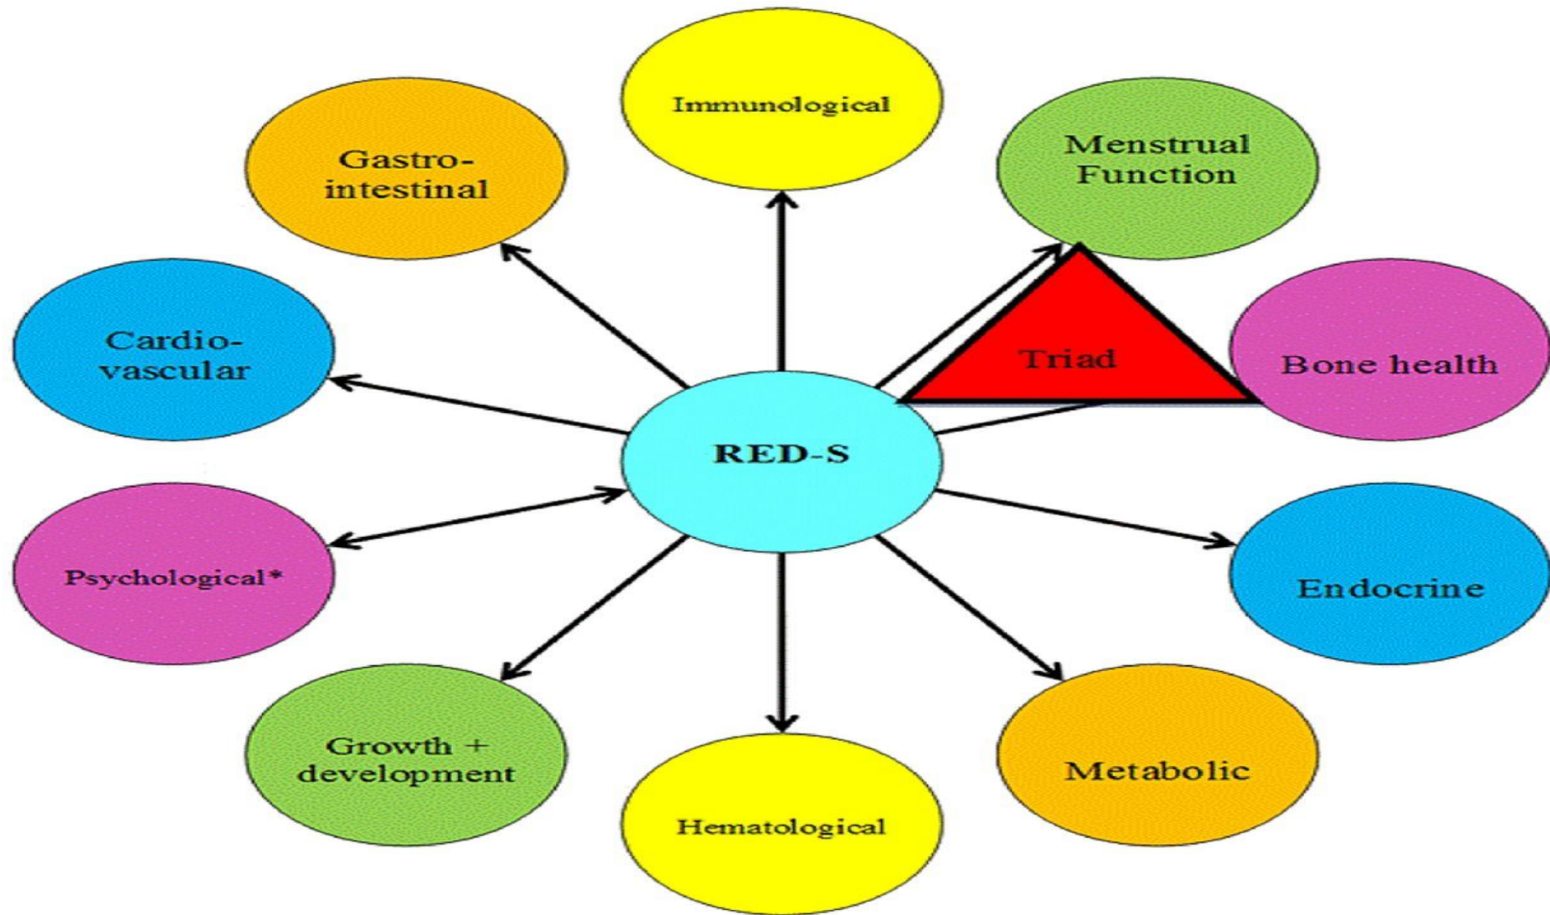 Immunological
Gastro-
intestinal
Menstrual
Function
Cardio-
vascular
Triad
Bone health
RED-S
Psychological*
Endocrine
Growth +
development
Metabolic
Hematological